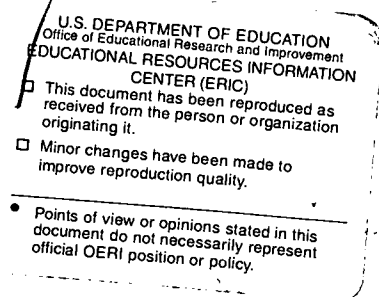 U.S. DEPARTMENT OF EDUCATION
Office of Educational Research and Improvement
EDUCATIONAL RESOURCES INFORMATION
CENTER (ERIC)
□ This document has been reproduced as
received from the person or organization
originating it.
□ Minor changes have been made to
improve reproduction quality.
● Points of view or opinions stated in this
document do not necessarily represent
official OERI position or policy.